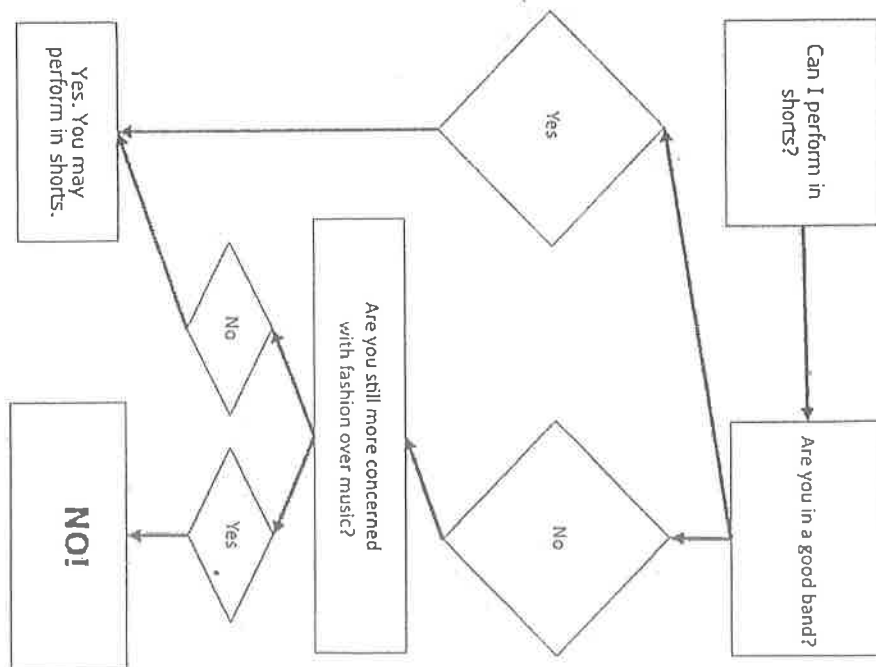 Can I perform in
shorts?
Are you in a good band?
Yes
No
Are you still more concerned
with fashion over music?
No
Yes
Yes. You may
perform in shorts.
NO!